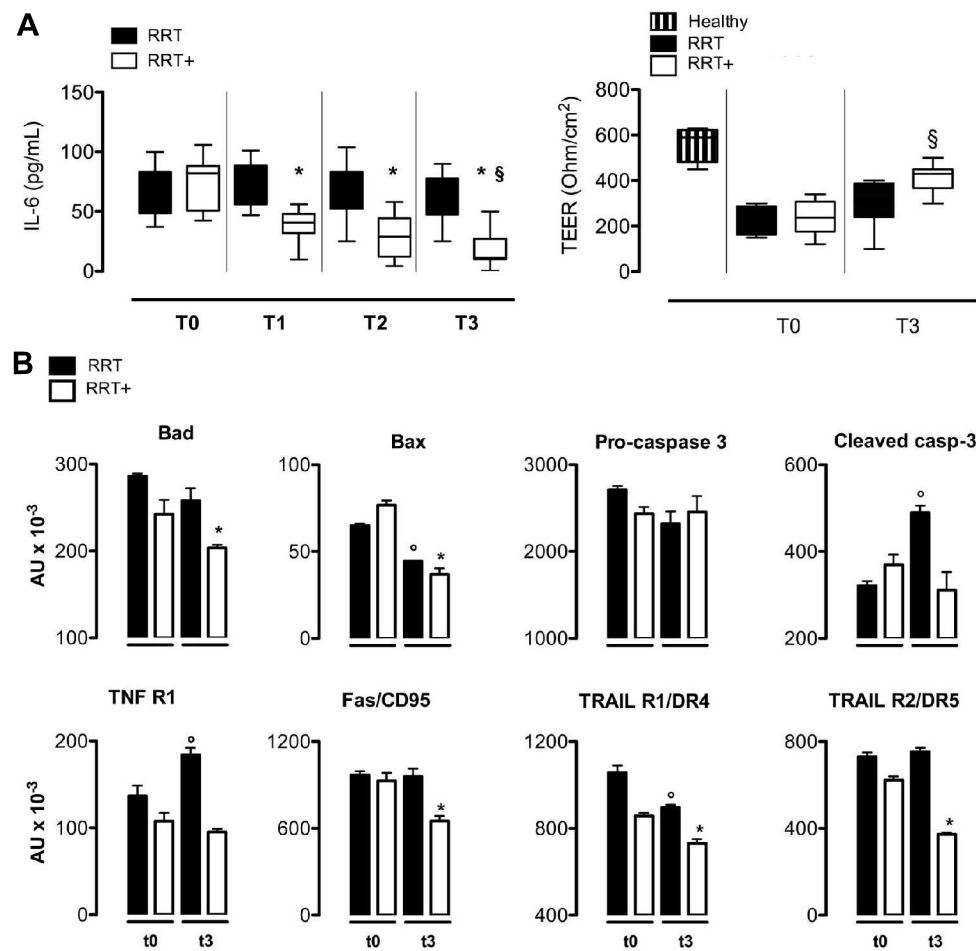 A
RRT
RRT+
IL-6 (pg/mL)
150
100
50
0
* * * §
T0 T1 T2 T3
Healthy
RRT
RRT+
TEER (Ohm/cm²)
800
600
400
200
0
§
T0 T3
B
RRT
RRT+
Bad
AU x 10⁻³
300
200
100
*
Bax
100
50
0
° *
Pro-caspase 3
3000
2000
1000
Cleaved casp-3
600
400
200
°
TNF R1
AU x 10⁻³
200
100
0
°
t0 t3
Fas/CD95
1200
600
0
*
t0 t3
TRAIL R1/DR4
1200
800
400
° *
t0 t3
TRAIL R2/DR5
800
400
0
*
t0 t3